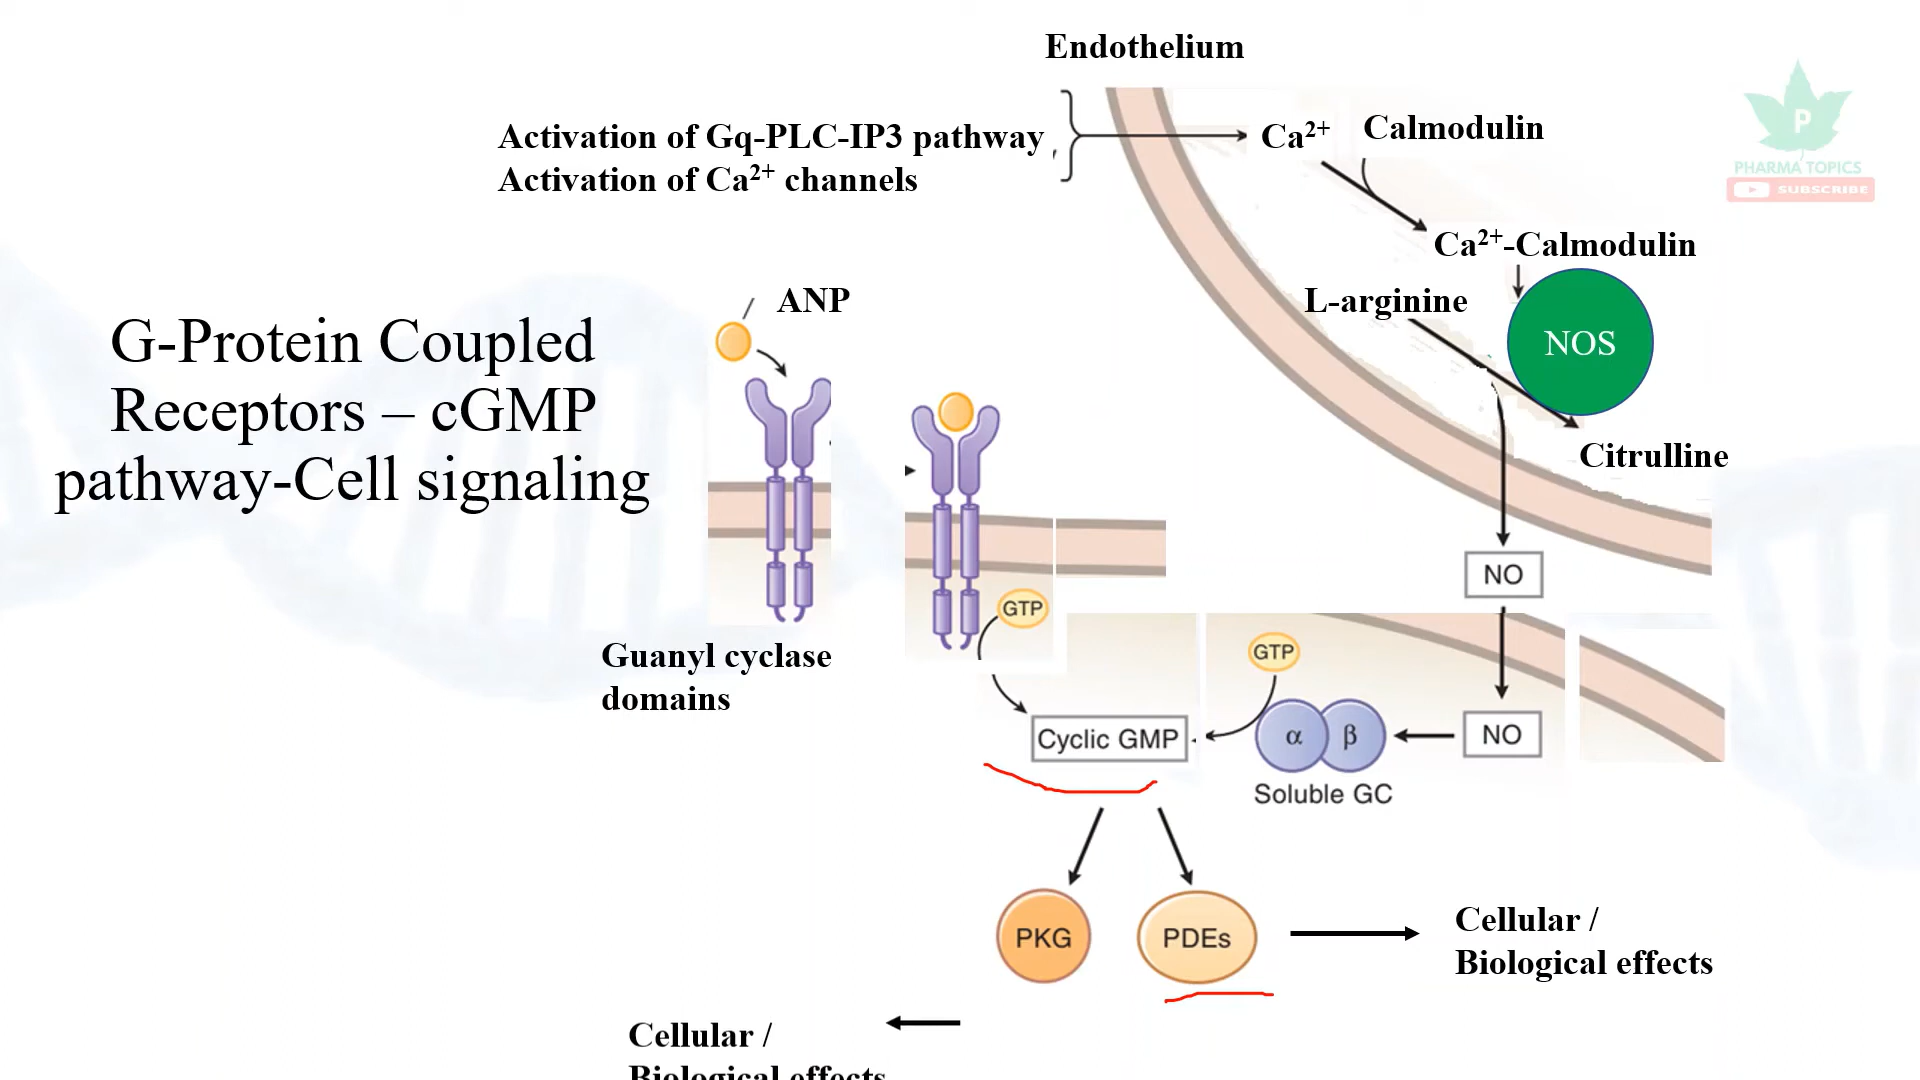 Endothelium
Activation of Gq-PLC-IP3 pathway
Activation of Ca²⁺ channels
Ca²⁺
Calmodulin
P
PHARMA TOPICS
SUBSCRIBE
Ca²⁺-Calmodulin
ANP
L-arginine
NOS
G-Protein Coupled
Receptors – cGMP
pathway-Cell signaling
Citrulline
NO
GTP
Guanyl cyclase
domains
GTP
Cyclic GMP
α
β
NO
Soluble GC
PKG
PDEs
Cellular /
Biological effects
Cellular /
Biological effects